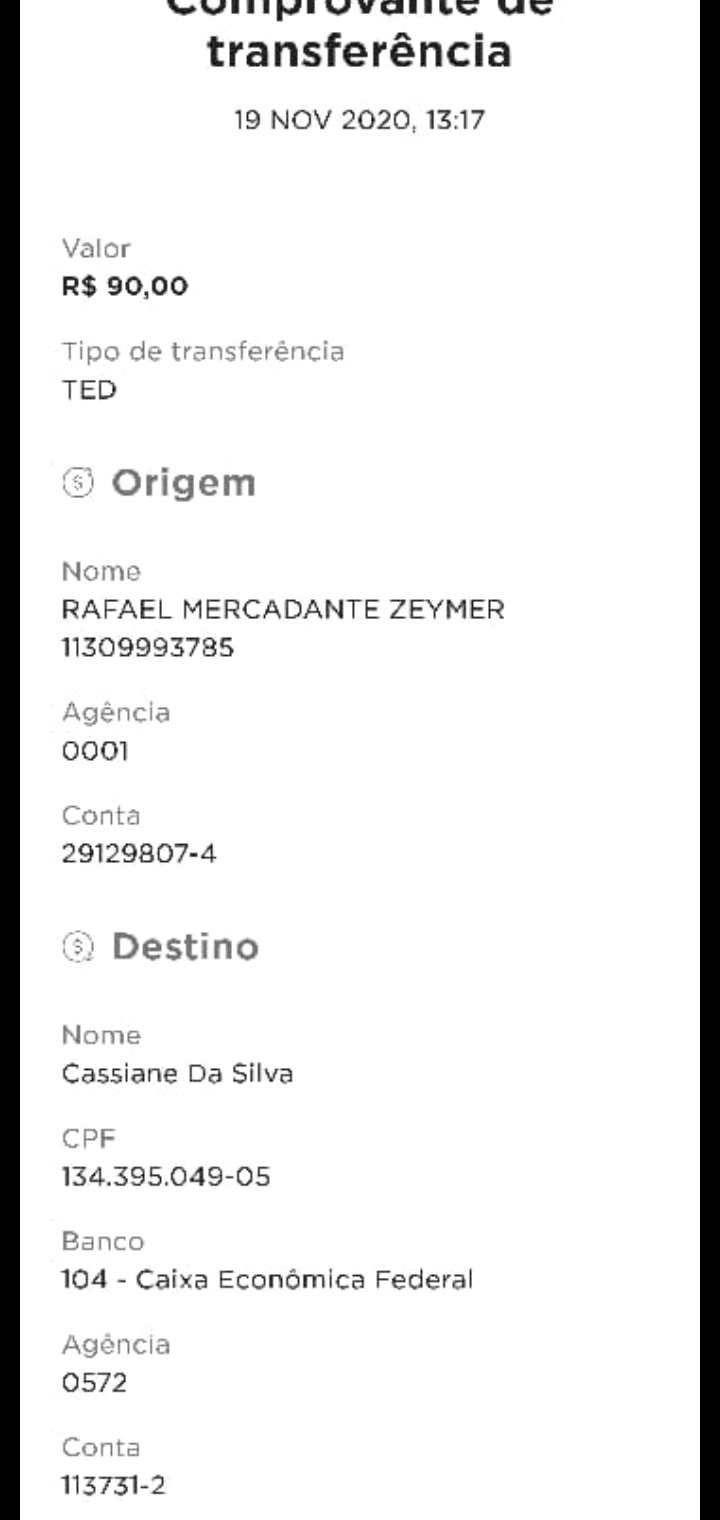 Comprovante de
transferência
19 NOV 2020, 13:17
Valor
R$ 90,00
Tipo de transferência
TED
Origem
Nome
RAFAEL MERCADANTE ZEYMER
11309993785
Agência
0001
Conta
29129807-4
Destino
Nome
Cassiane Da Silva
CPF
134.395.049-05
Banco
104 - Caixa Econômica Federal
Agência
0572
Conta
113731-2